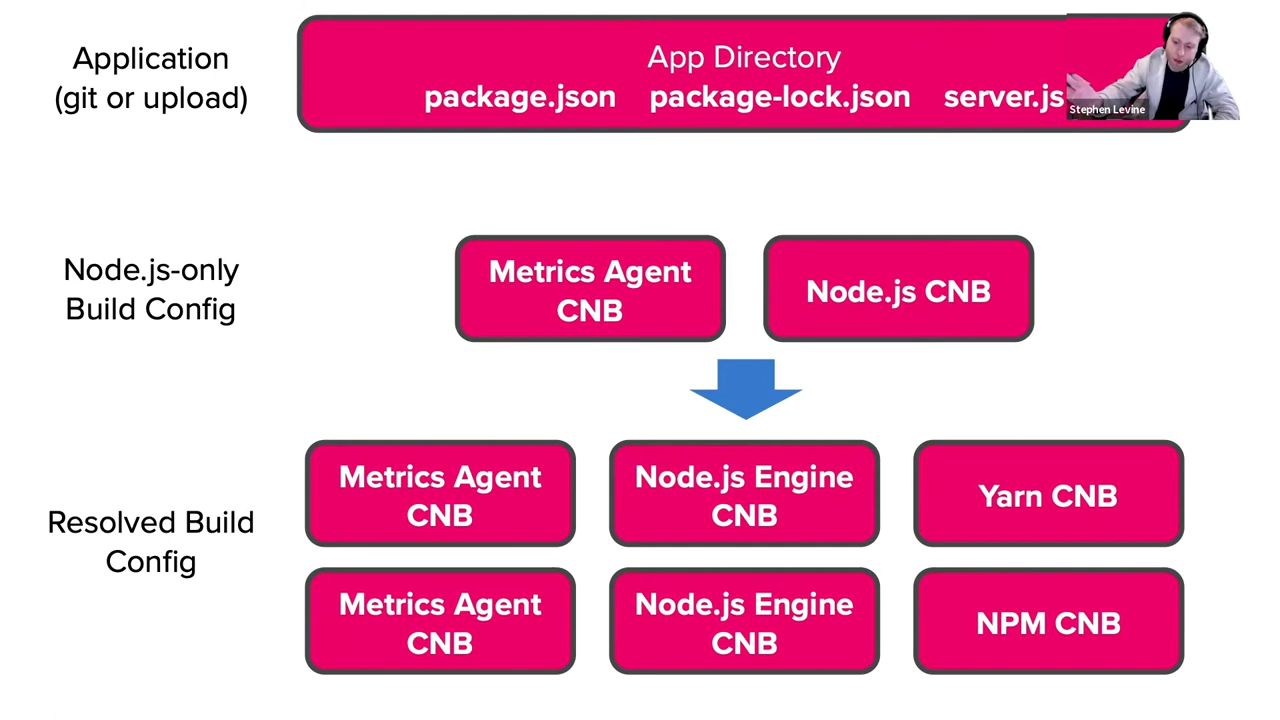 Application
(git or upload)
App Directory
package.json package-lock.json server.js
Stephen Levine
Node.js-only
Build Config
Metrics Agent
CNB
Node.js CNB
Resolved Build
Config
Metrics Agent
CNB
Node.js Engine
CNB
Yarn CNB
Metrics Agent
CNB
Node.js Engine
CNB
NPM CNB